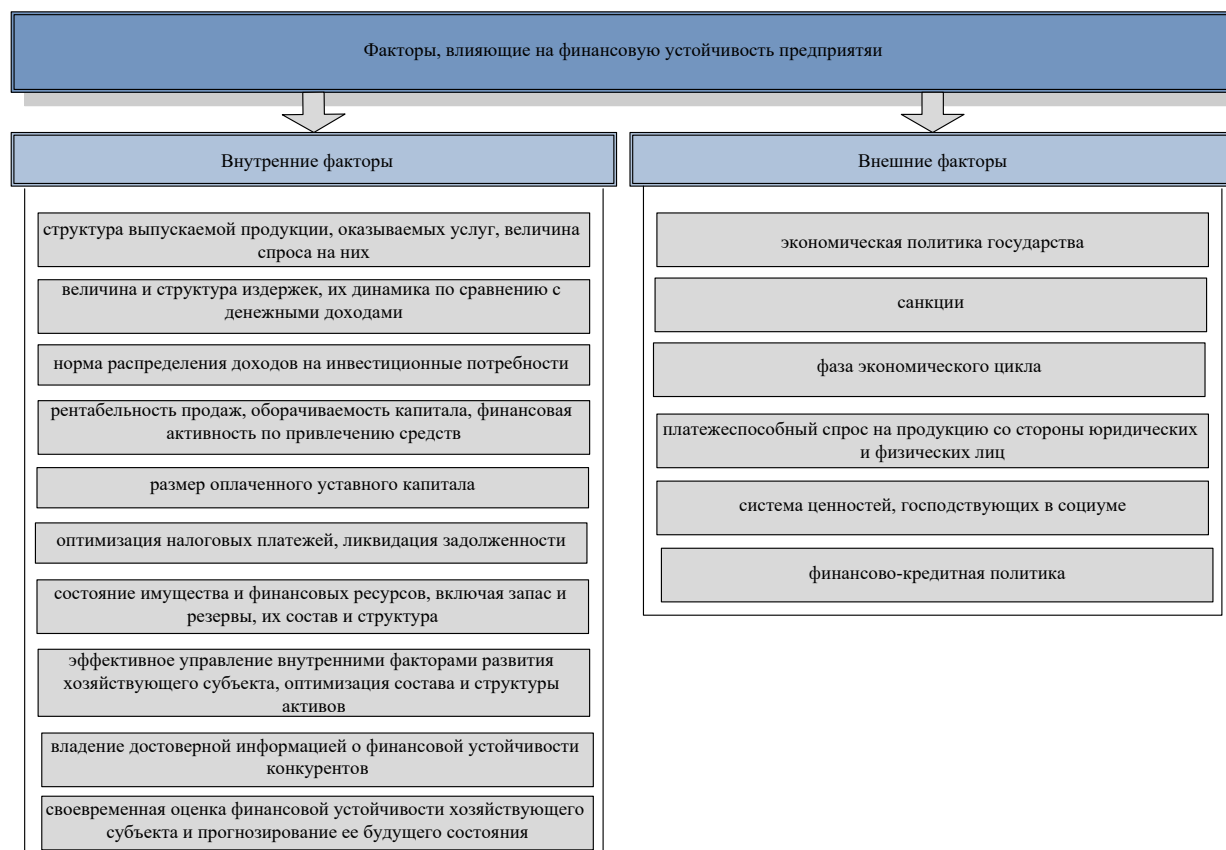 Факторы, влияющие на финансовую устойчивость предприятяи
Внутренние факторы
структура выпускаемой продукции, оказываемых услуг, величина
спроса на них
величина и структура издержек, их динамика по сравнению с
денежными доходами
норма распределения доходов на инвестиционные потребности
рентабельность продаж, оборачиваемость капитала, финансовая
активность по привлечению средств
размер оплаченного уставного капитала
оптимизация налоговых платежей, ликвидация задолженности
состояние имущества и финансовых ресурсов, включая запас и
резервы, их состав и структура
эффективное управление внутренними факторами развития
хозяйствующего субъекта, оптимизация состава и структуры
активов
владение достоверной информацией о финансовой устойчивости
конкурентов
своевременная оценка финансовой устойчивости хозяйствующего
субъекта и прогнозирование ее будущего состояния
Внешние факторы
экономическая политика государства
санкции
фаза экономического цикла
платежеспособный спрос на продукцию со стороны юридических
и физических лиц
система ценностей, господствующих в социуме
финансово-кредитная политика